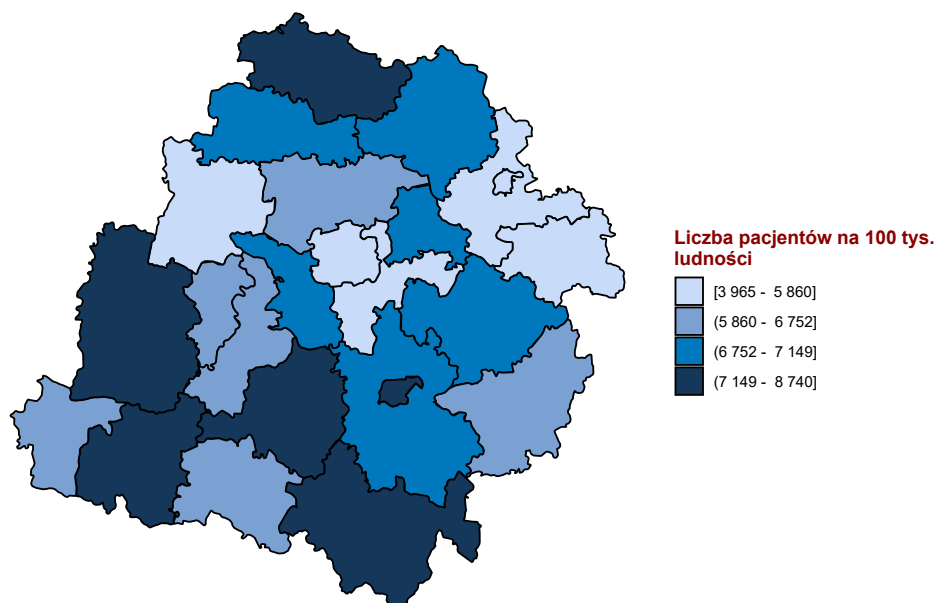 Liczba pacjentów na 100 tys.
ludności
[3 965 - 5 860]
(5 860 - 6 752]
(6 752 - 7 149]
(7 149 - 8 740]